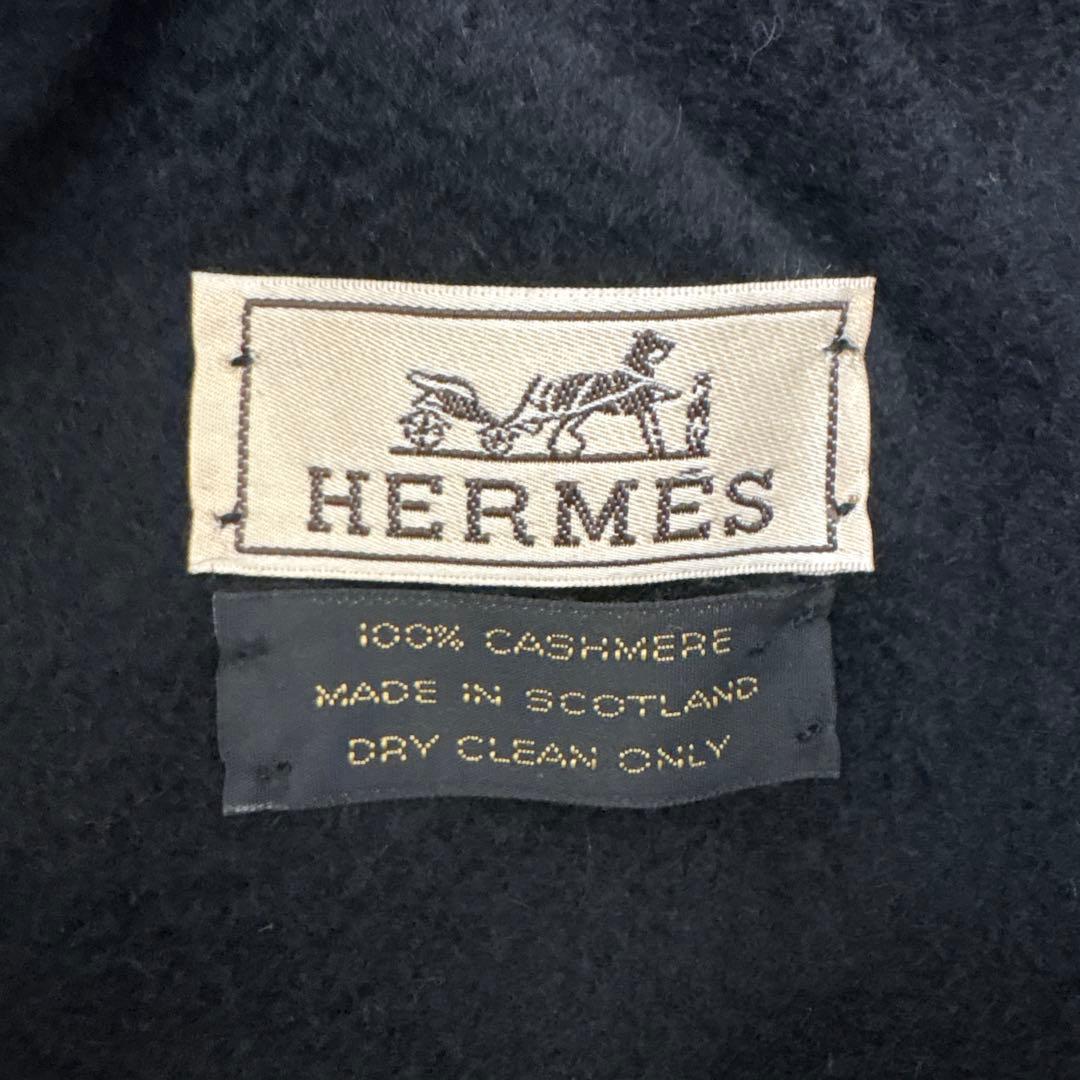 HERMÈS
100% CASHMERE
MADE IN SCOTLAND
DRY CLEAN ONLY